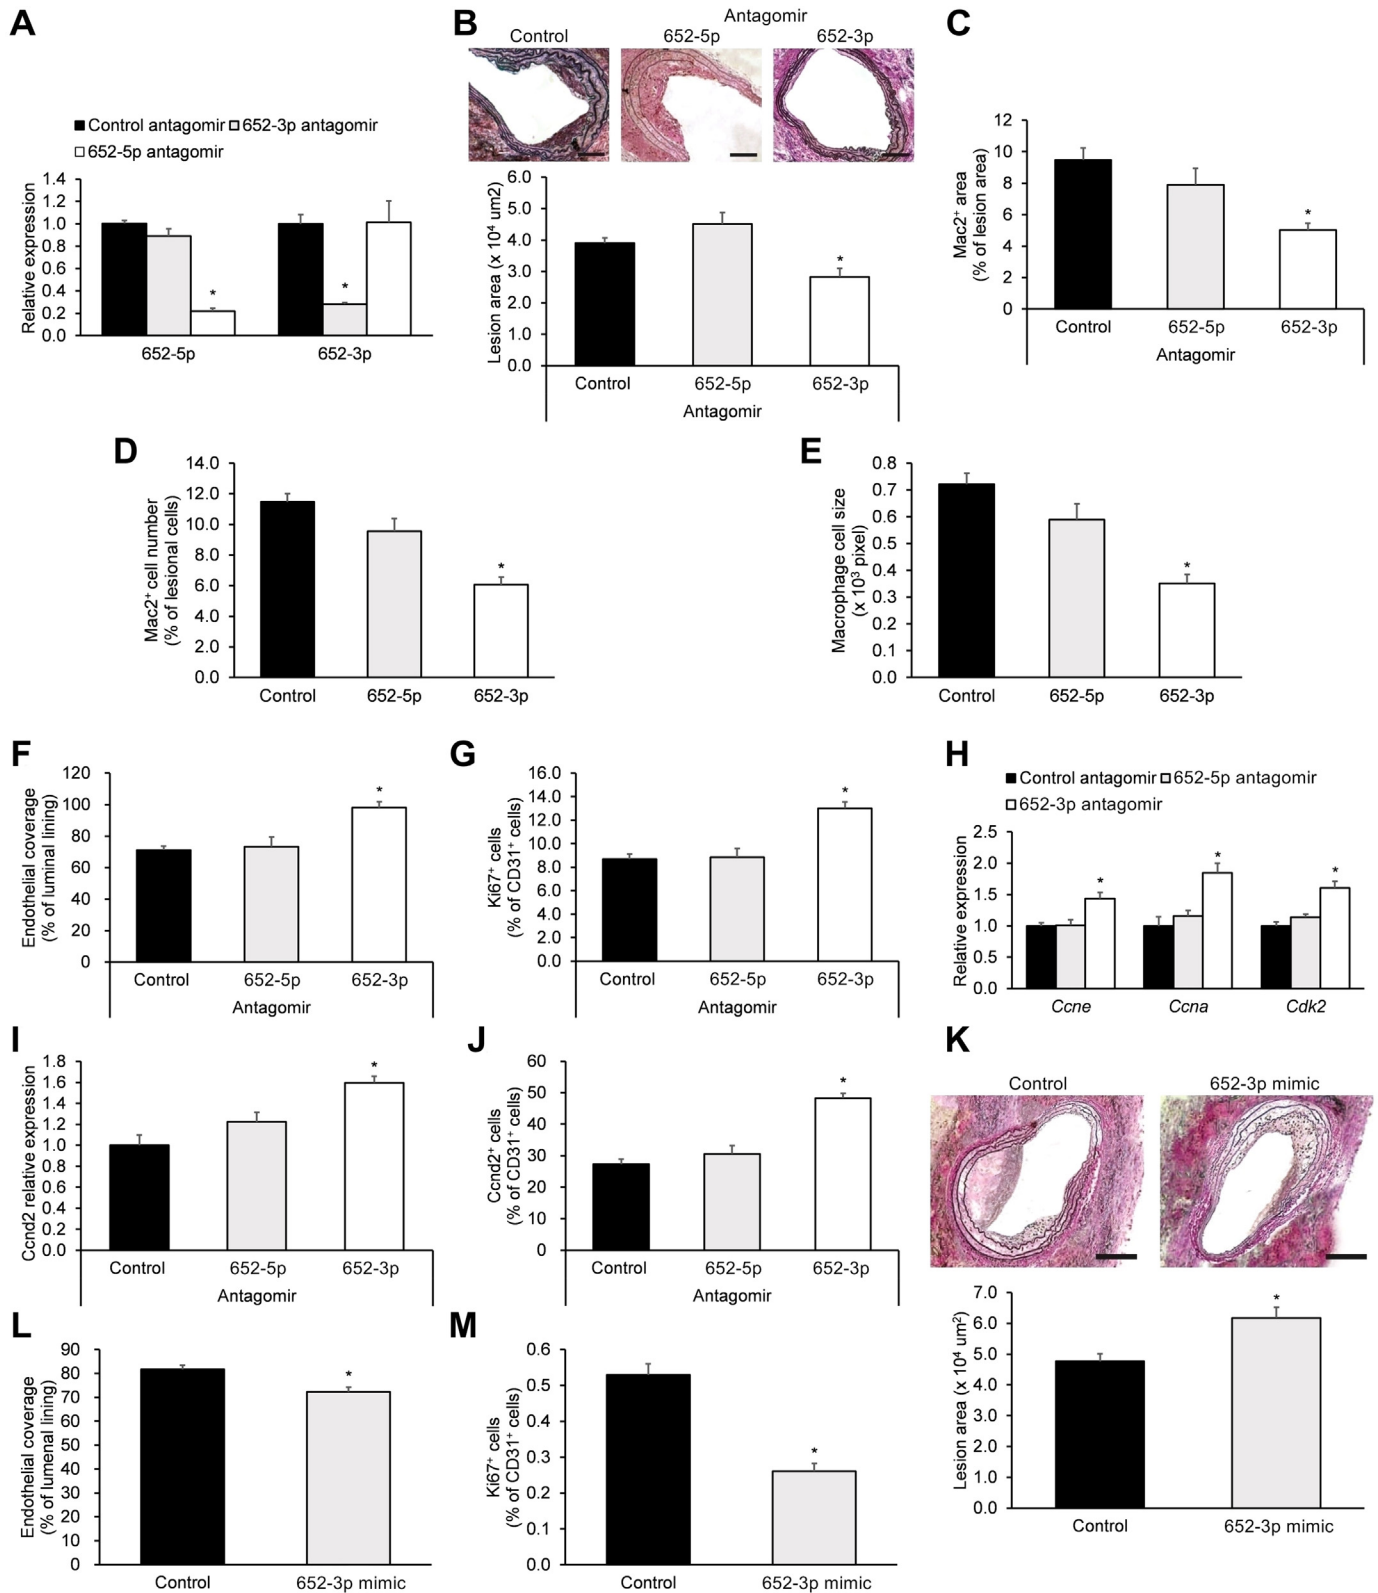 A
■ Control antagomir □ 652-3p antagomir
□ 652-5p antagomir
Relative expression
1.4
1.2
1.0
0.8
0.6
0.4
0.2
0.0
*
*
652-5p 652-3p
B
Antagomir
Control 652-5p 652-3p
Lesion area (x 10⁴ um2)
6.0
5.0
4.0
3.0
2.0
1.0
0.0
*
Control 652-5p 652-3p
Antagomir
C
Mac2⁺ area
(% of lesion area)
12
10
8
6
4
2
0
*
Control 652-5p 652-3p
Antagomir
D
Mac2⁺ cell number
(% of lesional cells)
14.0
12.0
10.0
8.0
6.0
4.0
2.0
0.0
*
Control 652-5p 652-3p
E
Macrophage cell size
(x 10³ pixel)
0.8
0.7
0.6
0.5
0.4
0.3
0.2
0.1
0.0
*
Control 652-5p 652-3p
F
Endothelial coverage
(% of luminal lining)
120
100
80
60
40
20
0
*
Control 652-5p 652-3p
Antagomir
G
Ki67⁺ cells
(% of CD31⁺ cells)
16.0
14.0
12.0
10.0
8.0
6.0
4.0
2.0
0.0
*
Control 652-5p 652-3p
Antagomir
H
■ Control antagomir □ 652-5p antagomir
□ 652-3p antagomir
Relative expression
2.5
2.0
1.5
1.0
0.5
0.0
*
*
*
Ccne Ccna Cdk2
I
Ccnd2 relative expression
1.8
1.6
1.4
1.2
1.0
0.8
0.6
0.4
0.2
0.0
*
Control 652-5p 652-3p
Antagomir
J
Ccnd2⁺ cells
(% of CD31⁺ cells)
60
50
40
30
20
10
0
*
Control 652-5p 652-3p
Antagomir
K
Control 652-3p mimic
Lesion area (x 10⁴ um²)
7.0
6.0
5.0
4.0
3.0
2.0
1.0
0.0
*
Control 652-3p mimic
L
Endothelial coverage
(% of lumenal lining)
90
80
70
60
50
40
30
20
10
0
*
Control 652-3p mimic
M
Ki67⁺ cells
(% of CD31⁺ cells)
0.6
0.5
0.4
0.3
0.2
0.1
0.0
*
Control 652-3p mimic